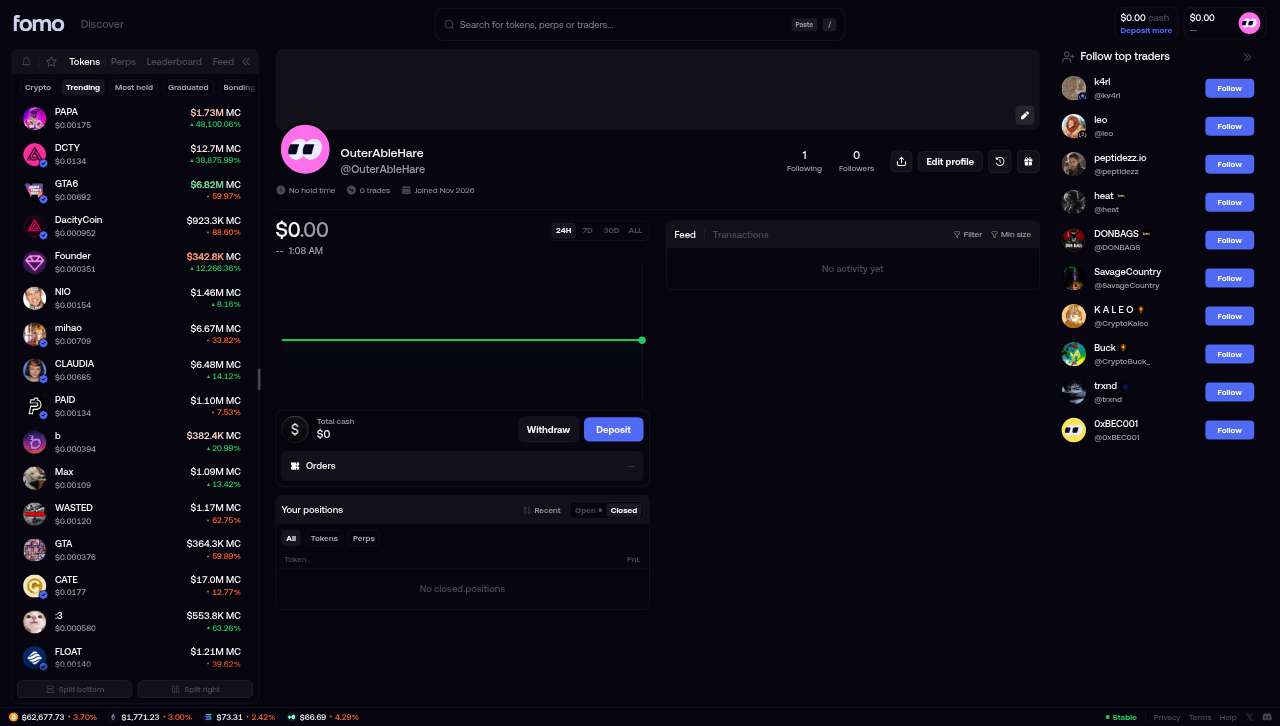 fomo
Discover
Search for tokens, perps or traders...
Paste
/
$0.00 cash
Deposit more
$0.00
—
Tokens
Perps
Leaderboard
Feed
Crypto
Trending
Most held
Graduated
Bonding
PAPA
$1.73M MC
$0.00175
48,100.06%
DCTY
$12.7M MC
$0.0134
38,875.99%
GTA6
$6.82M MC
$0.00692
59.97%
DacityCoin
$923.3K MC
$0.000952
88.60%
Founder
$342.8K MC
$0.000351
12,266.36%
NIO
$1.46M MC
$0.00154
8.16%
mihao
$6.67M MC
$0.00709
33.82%
CLAUDIA
$6.48M MC
$0.00685
14.12%
PAID
$1.10M MC
$0.00134
7.53%
b
$382.4K MC
$0.000394
20.99%
Max
$1.09M MC
$0.00109
13.42%
WASTED
$1.17M MC
$0.00120
62.75%
GTA
$364.3K MC
$0.000376
59.89%
CATE
$17.0M MC
$0.0177
12.77%
:3
$553.8K MC
$0.000580
63.26%
FLOAT
$1.21M MC
$0.00140
39.62%
Split bottom
Split right
OuterAbleHare
@OuterAbleHare
1
Following
0
Followers
Edit profile
No hold time
0 trades
Joined Nov 2026
$0.00
-- 1:08 AM
24H
7D
30D
ALL
Total cash
$0
Withdraw
Deposit
Orders
—
Your positions
Recent
Open
Closed
All
Tokens
Perps
Token
PnL
No closed positions
Feed
Transactions
Filter
Min size
No activity yet
Follow top traders
k4rl
@kv4rl
Follow
leo
@leo
Follow
peptidezz.io
@peptidezz
Follow
heat
@heat
Follow
DONBAGS
@DONBAGS
Follow
SavageCountry
@SavageCountry
Follow
K A L E O
@CryptoKaleo
Follow
Buck
@CryptoBuck_
Follow
trxnd
@trxnd
Follow
0xBEC001
@0xBEC001
Follow
$62,677.73 3.70%
$1,771.23 3.00%
$73.31 2.42%
$66.69 4.29%
Stable
Privacy
Terms
Help